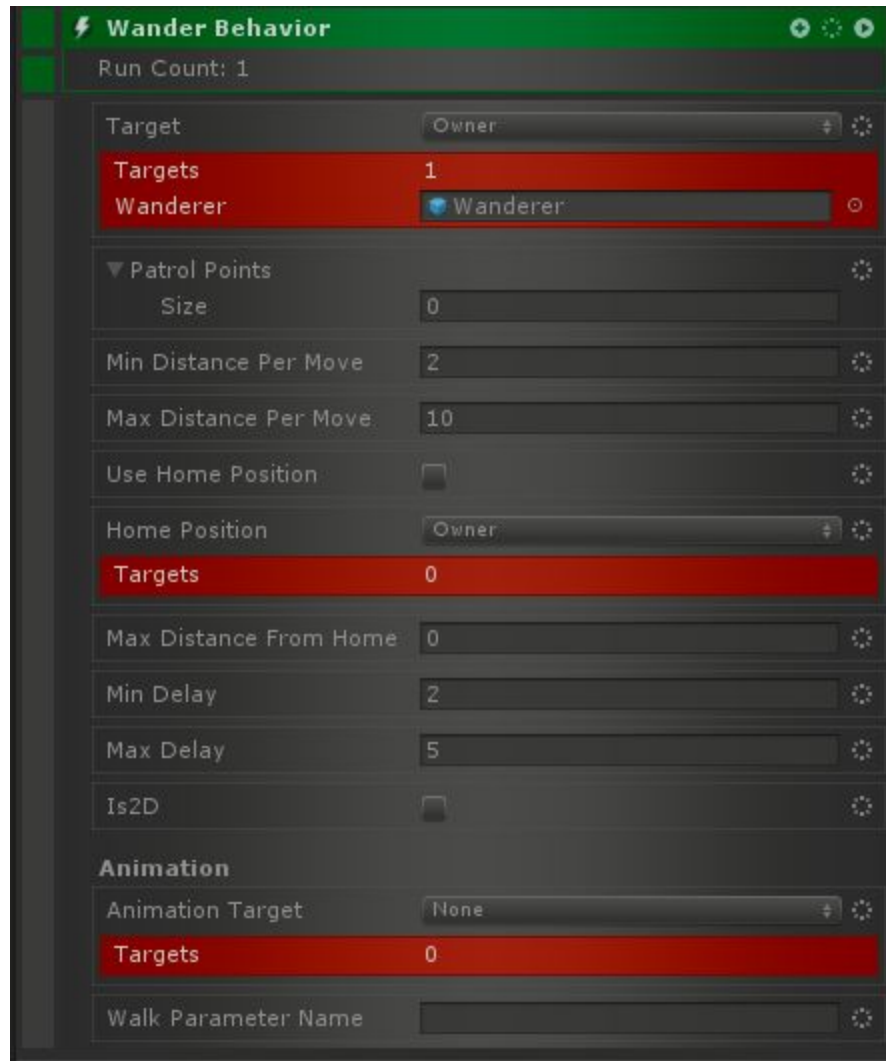 Wander Behavior
Run Count: 1
Target Owner
Targets 1
Wanderer Wanderer
Patrol Points
Size 0
Min Distance Per Move 2
Max Distance Per Move 10
Use Home Position
Home Position Owner
Targets 0
Max Distance From Home 0
Min Delay 2
Max Delay 5
Is2D
Animation
Animation Target None
Targets 0
Walk Parameter Name